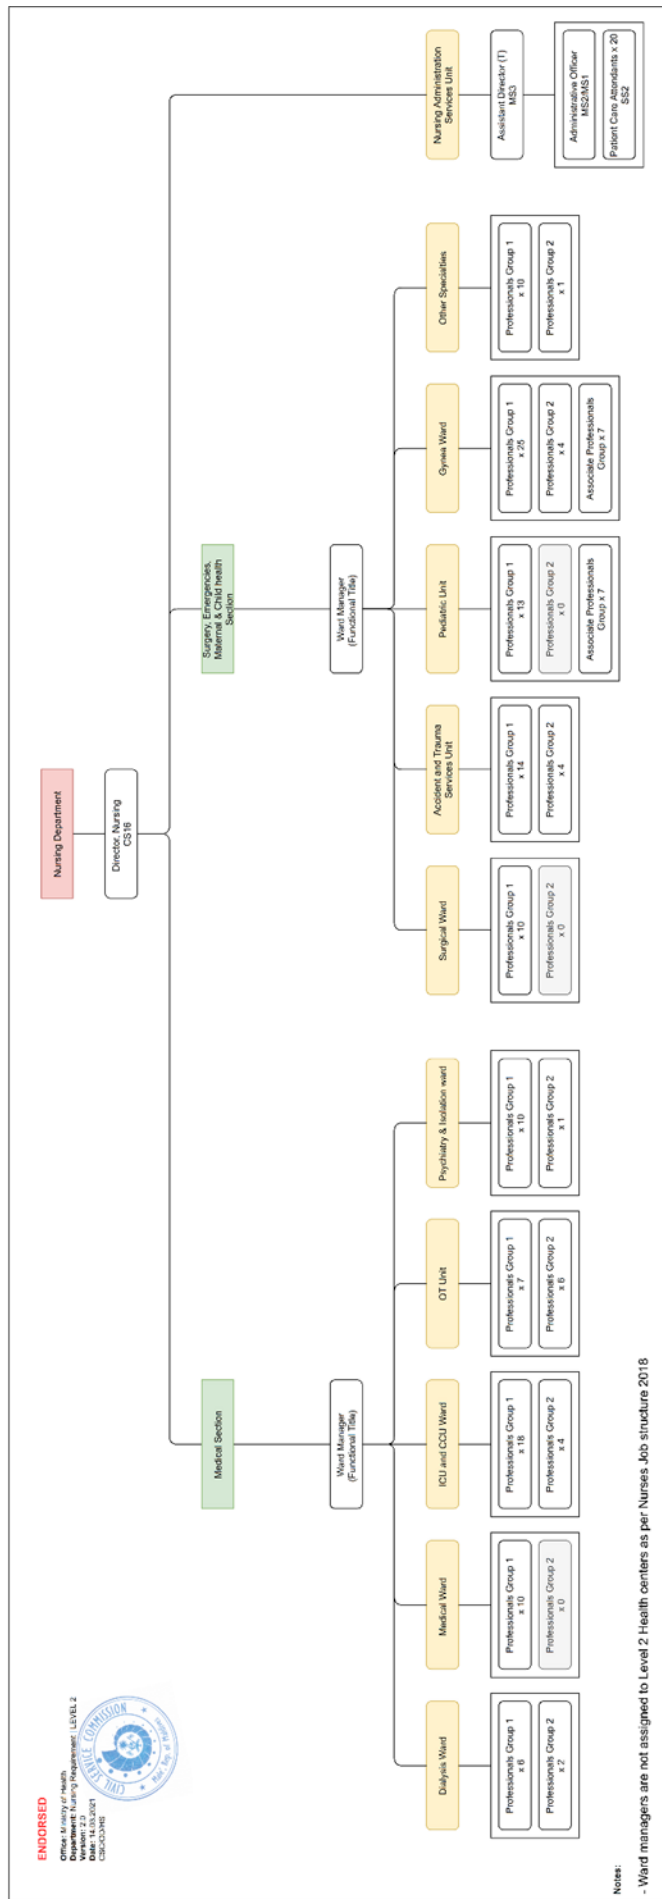 ENDORSED
Office: Ministry of Health
Department: Nursing Requirement | LEVEL 2
Version: 2.0
CIVIL SERVICE COMMISSION
Nursing Department
Director, Nursing
CS16
Medical Section
Ward Manager
(Functional Title)
Dialysis Ward
Professionals Group 1
x 6
Professionals Group 2
x 2
Medical Ward
Professionals Group 1
x 10
Professionals Group 2
x 0
ICU and CCU Ward
Professionals Group 1
x 18
Professionals Group 2
x 4
OT Unit
Professionals Group 1
x 7
Professionals Group 2
x 6
Psychiatry & Isolation ward
Professionals Group 1
x 10
Professionals Group 2
x 1
Surgery, Emergencies,
Maternal & Child health
Section
Ward Manager
(Functional Title)
Surgical Ward
Professionals Group 1
x 10
Professionals Group 2
x 0
Accident and Trauma
Services Unit
Professionals Group 1
x 14
Professionals Group 2
x 4
Pediatric Unit
Professionals Group 1
x 13
Professionals Group 2
x 0
Associate Professionals
Group x 7
Gynea Ward
Professionals Group 1
x 25
Professionals Group 2
x 4
Associate Professionals
Group x 7
Other Specialties
Professionals Group 1
x 10
Professionals Group 2
x 1
Nursing Administration
Services Unit
Assistant Director (T)
MS3
Administrative Officer
MS2/MS1
Patient Care Attendants x 20
SS2
Notes:
- Ward managers are not assigned to Level 2 Health centers as per Nurses Job structure 2018